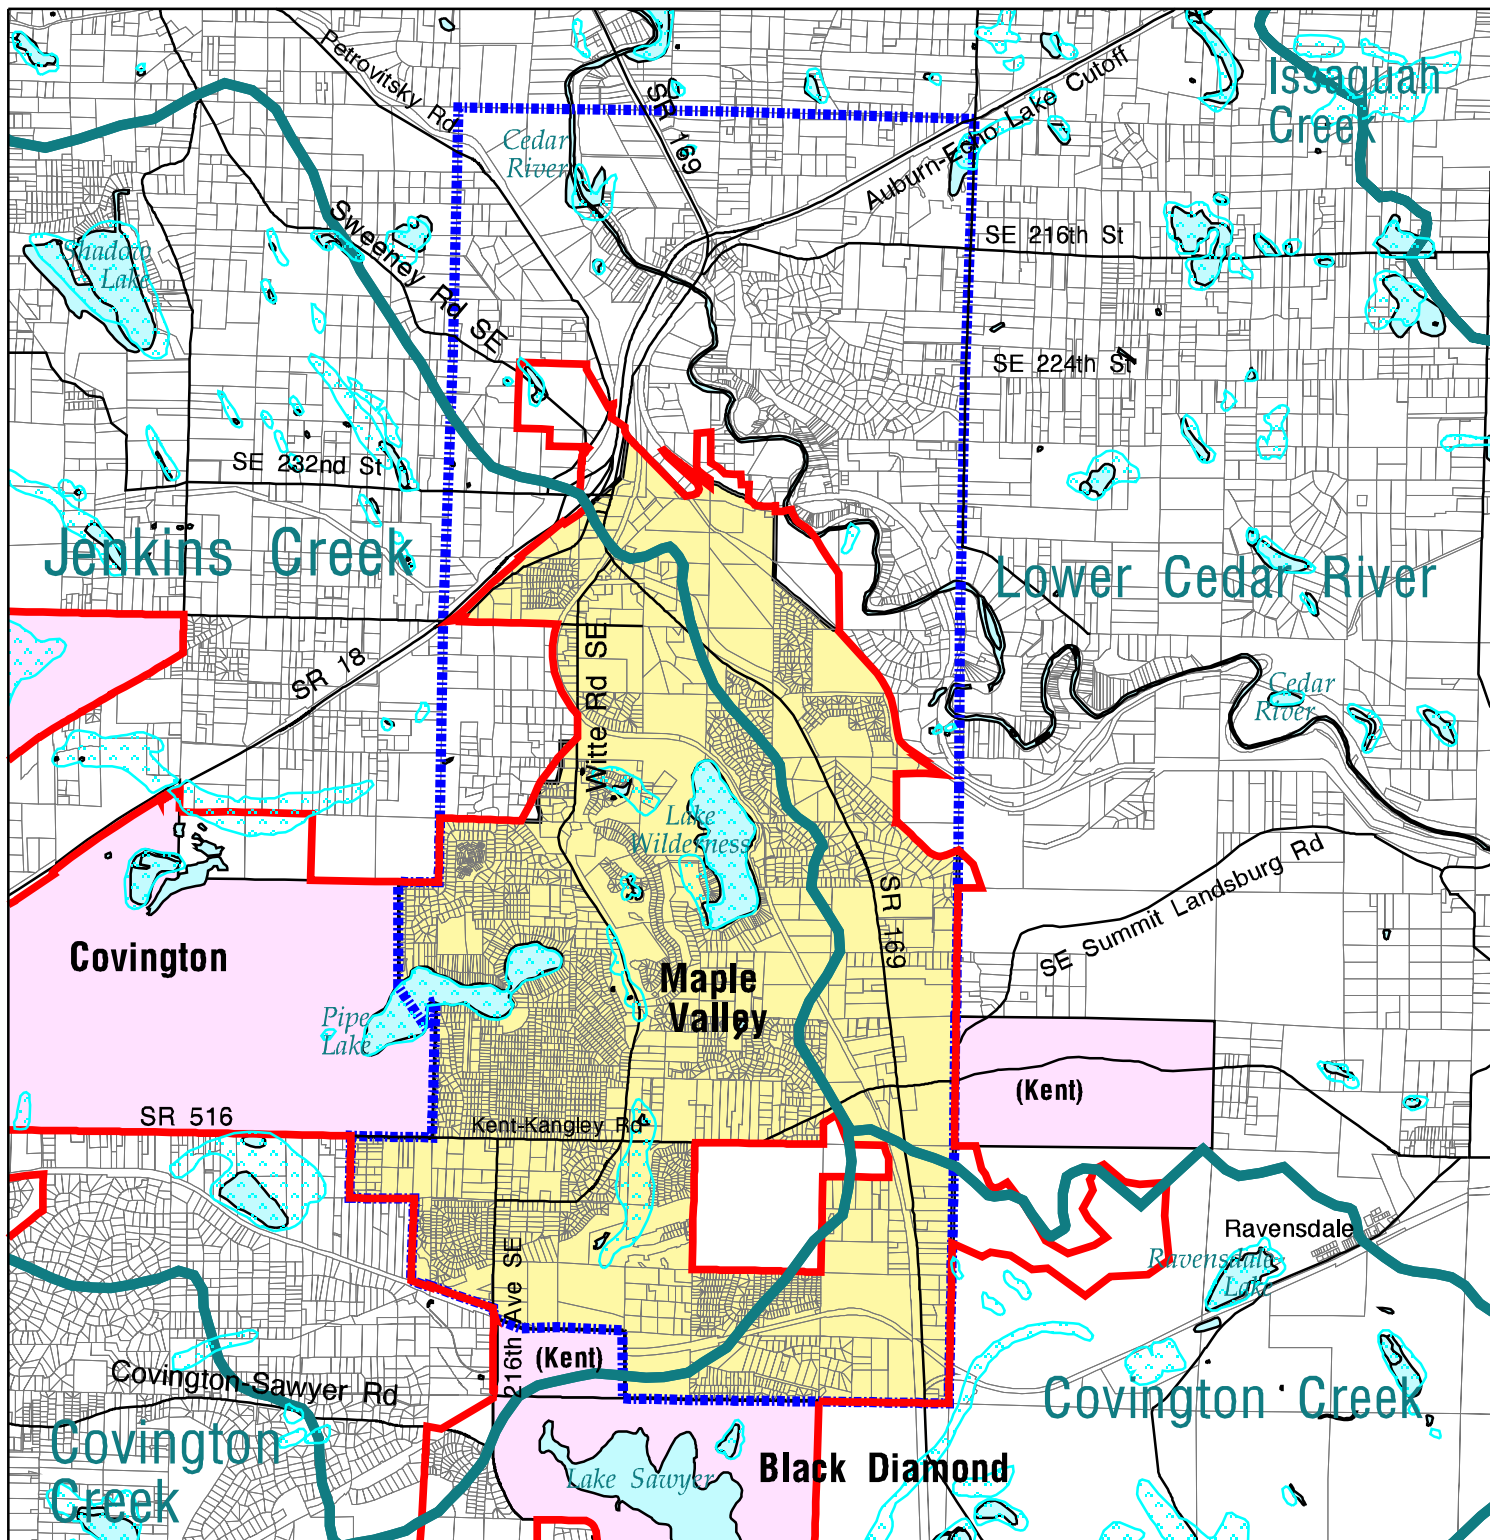 Petrovitsky Rd
SR 169
Auburn-Echo Lake Cutoff
Issaquah
Creek
Cedar
River
Sweeney Rd SE
Shadow
Lake
SE 216th St
SE 224th St
SE 232nd St
Jenkins Creek
Lower Cedar River
SR 18
Witte Rd SE
Cedar
River
Lake
Wilderness
SR 169
SE Summit Landsburg Rd
Covington
Maple
Valley
Pipe
Lake
(Kent)
SR 516
Kent-Kangley Rd
216th Ave SE
Ravensdale
Ravensdale
Lake
(Kent)
Covington-Sawyer Rd
Covington Creek
Covington
Creek
Lake Sawyer
Black Diamond